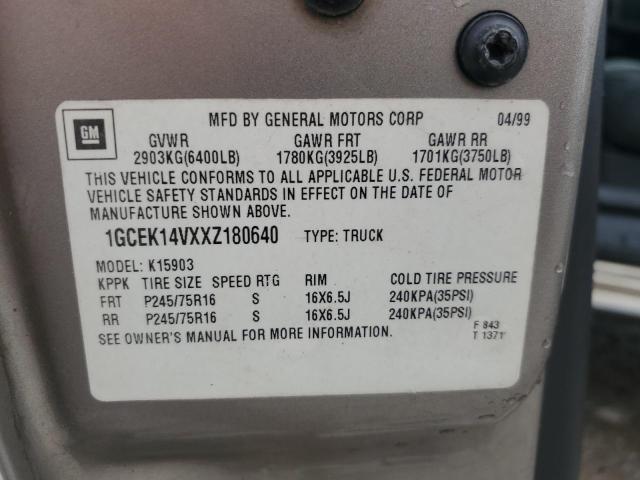 GM
MFD BY GENERAL MOTORS CORP 04/99
GVWR GAWR FRT GAWR RR
2903KG(6400LB) 1780KG(3925LB) 1701KG(3750LB)
THIS VEHICLE CONFORMS TO ALL APPLICABLE U.S. FEDERAL MOTOR
VEHICLE SAFETY STANDARDS IN EFFECT ON THE DATE OF
MANUFACTURE SHOWN ABOVE.
1GCEK14VXXZ180640 TYPE: TRUCK
MODEL: K15903
KPPK TIRE SIZE SPEED RTG RIM COLD TIRE PRESSURE
FRT P245/75R16 S 16X6.5J 240KPA(35PSI)
RR P245/75R16 S 16X6.5J 240KPA(35PSI)
SEE OWNER'S MANUAL FOR MORE INFORMATION.
F 843
T 1371